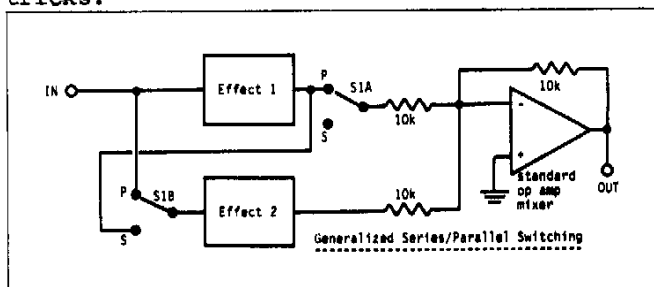 tricks.
IN
Effect 1
P
S1A
S
10k
10k
-
+
standard
op amp
mixer
OUT
P
S1B
S
Effect 2
10k
Generalized Series/Parallel Switching